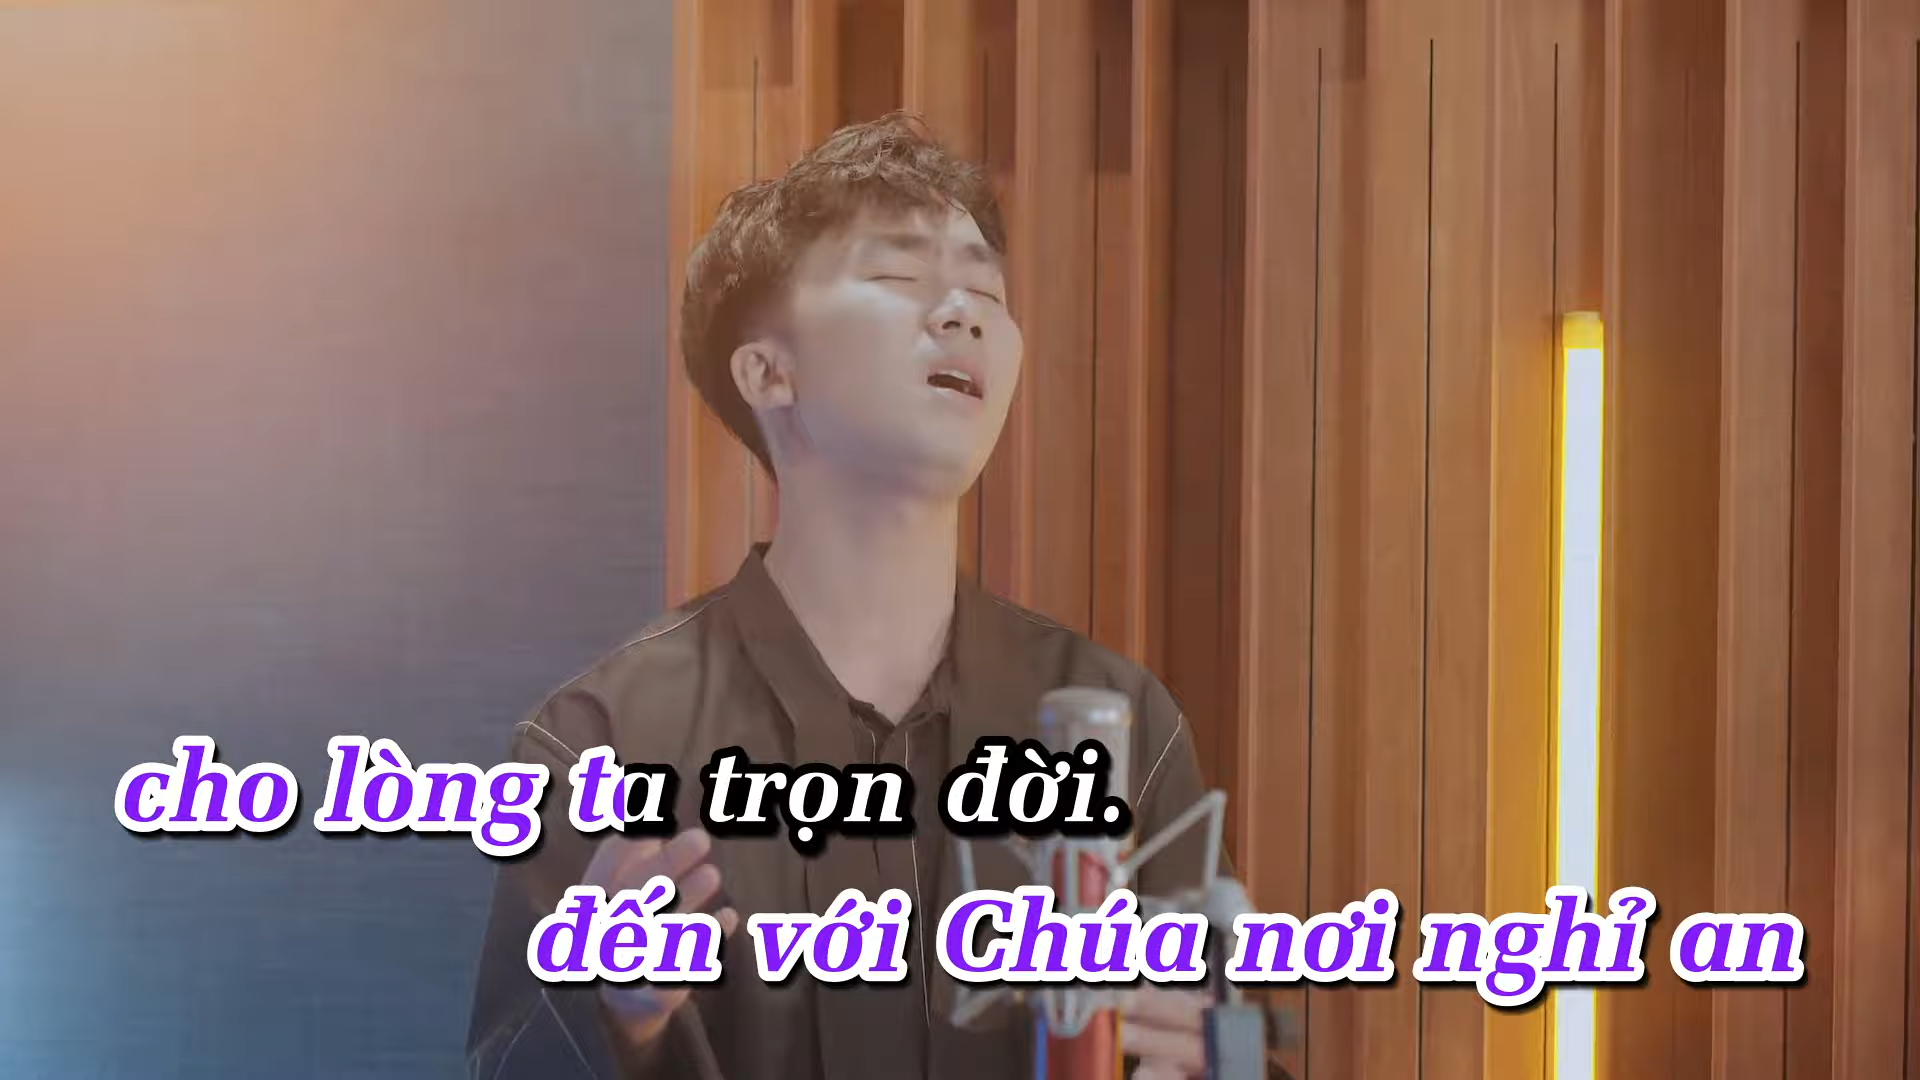 cho lòng ta trọn đời.
đến với Chúa nơi nghỉ an